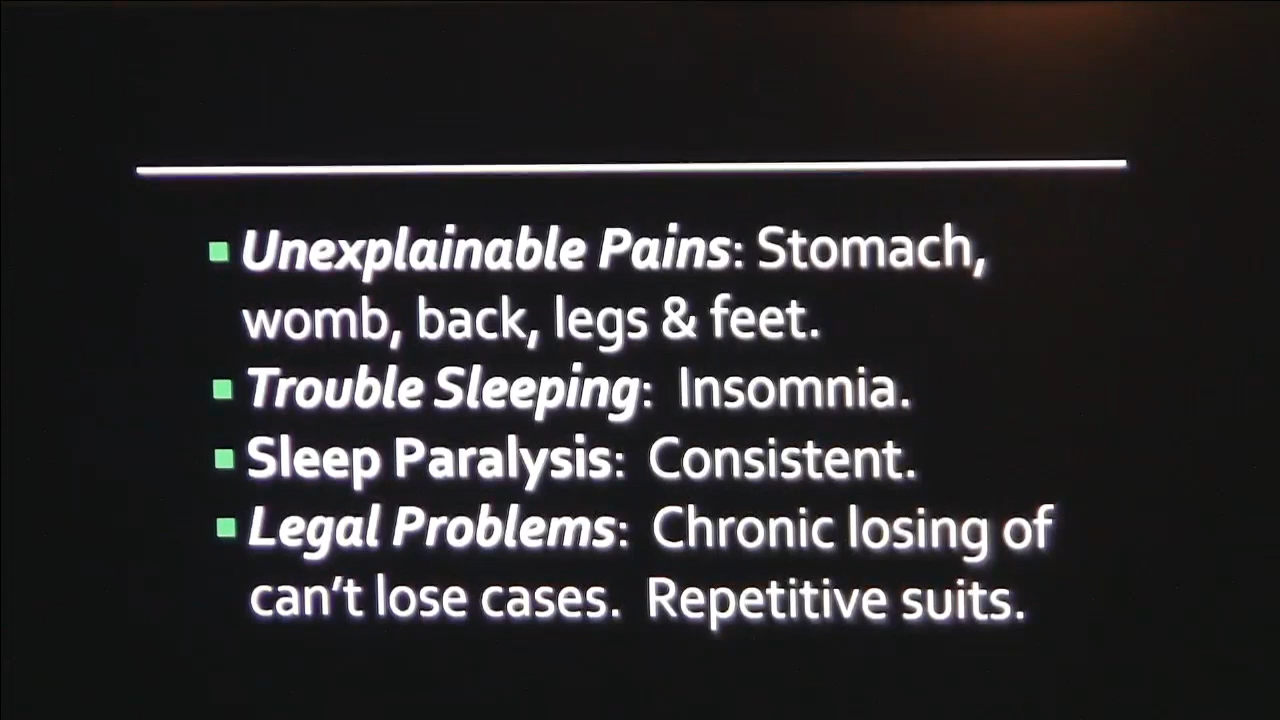 ▪ Unexplainable Pains: Stomach,
womb, back, legs & feet.
▪ Trouble Sleeping: Insomnia.
▪ Sleep Paralysis: Consistent.
▪ Legal Problems: Chronic losing of
can't lose cases. Repetitive suits.